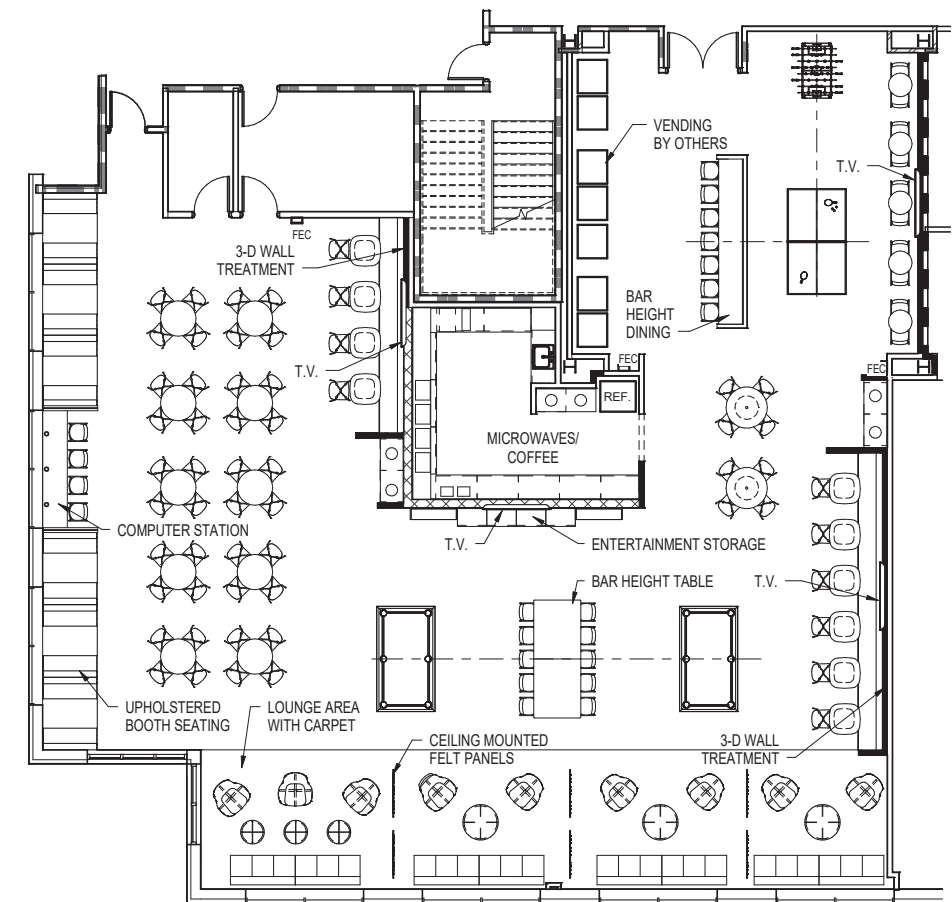 VENDING
BY OTHERS
T.V.
FEC
3-D WALL
TREATMENT
BAR
HEIGHT
DINING
T.V.
FEC
FEC
REF.
MICROWAVES/
COFFEE
COMPUTER STATION
T.V.
ENTERTAINMENT STORAGE
BAR HEIGHT TABLE
T.V.
UPHOLSTERED
BOOTH SEATING
LOUNGE AREA
WITH CARPET
CEILING MOUNTED
FELT PANELS
3-D WALL
TREATMENT